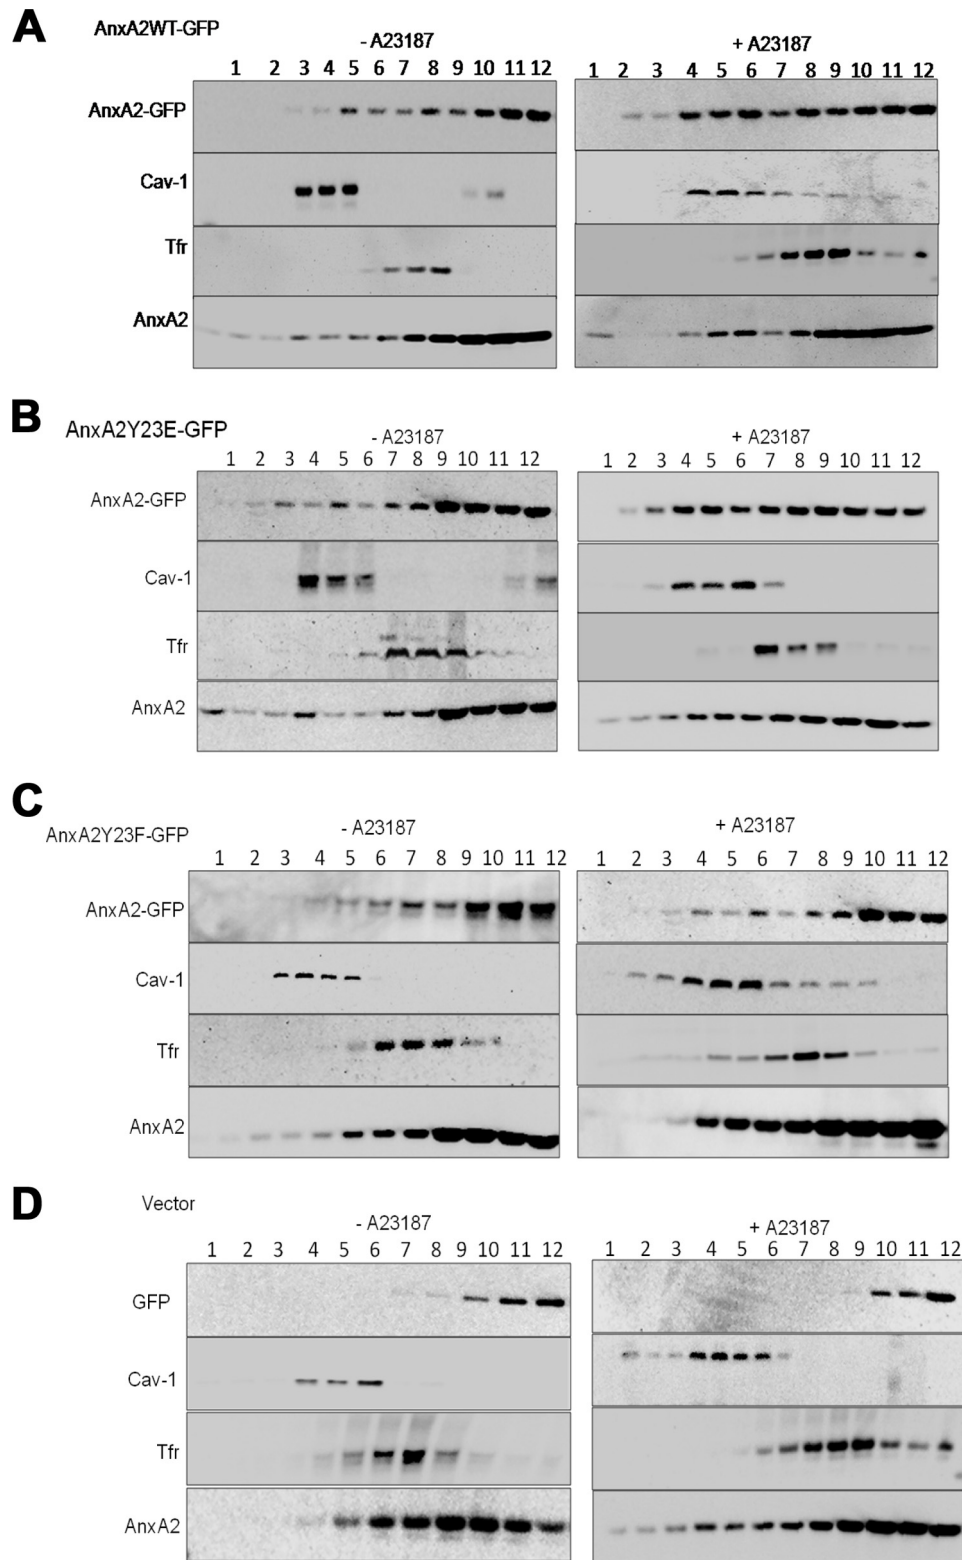 A AnxA2WT-GFP
- A23187 + A23187
1 2 3 4 5 6 7 8 9 10 11 12 1 2 3 4 5 6 7 8 9 10 11 12
AnxA2-GFP
Cav-1
Tfr
AnxA2
B AnxA2Y23E-GFP
- A23187 + A23187
1 2 3 4 5 6 7 8 9 10 11 12 1 2 3 4 5 6 7 8 9 10 11 12
AnxA2-GFP
Cav-1
Tfr
AnxA2
C AnxA2Y23F-GFP
- A23187 + A23187
1 2 3 4 5 6 7 8 9 10 11 12 1 2 3 4 5 6 7 8 9 10 11 12
AnxA2-GFP
Cav-1
Tfr
AnxA2
D Vector
- A23187 + A23187
1 2 3 4 5 6 7 8 9 10 11 12 1 2 3 4 5 6 7 8 9 10 11 12
GFP
Cav-1
Tfr
AnxA2